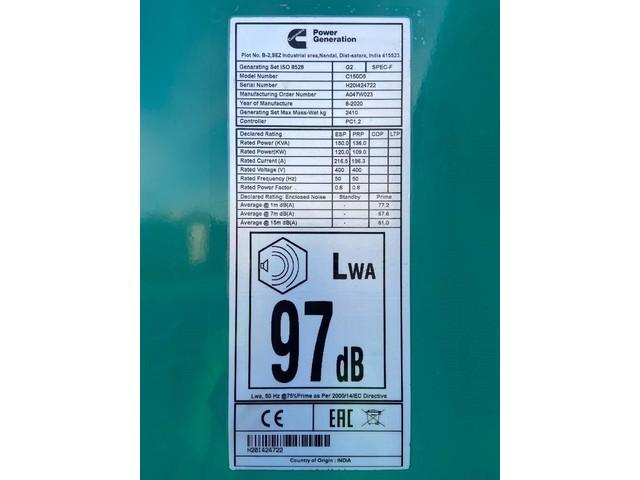 Power
Generation
Plot No. B-2,SEZ Industrial area,Nandal, Dist-satara, India 415523.
Genarating Set ISO 8528 G2 SPEC-F
Model Number C150D5
Serial Number H20I424722
Manufacturing Order Number A047W023
Year of Manufacture 8-2020
Generating Set Max Mass-Wet kg 2410
Controller PC1.2
Declared Rating ESP PRP COP LTP
Rated Power (KVA) 150.0 136.0
Rated Power(KW) 120.0 109.0
Rated Current (A) 216.5 196.3
Rated Voltage (V) 400 400
Rated Frequency (Hz) 50 50
Rated Power Factor . 0.8 0.8
Declared Rating: Enclosed Noise Standby Prime
Average @ 1m dB(A) - 77.2
Average @ 7m dB(A) - 67.6
Average @ 15m dB(A) - 61.0
LWA
97dB
Lwa, 50 Hz @75%Prime as Per 2000/14/EC Directive
CE EAC
H20I424722
Country of Origin : INDIA